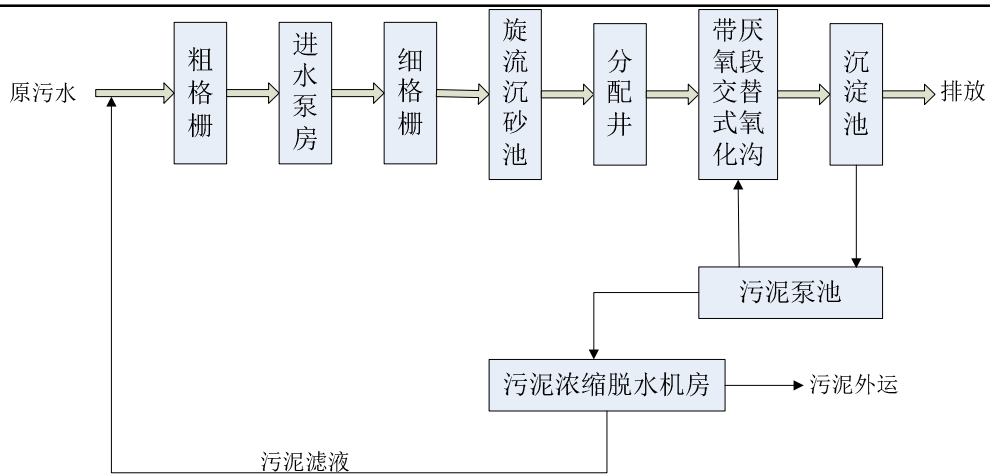 原污水
粗格栅
进水泵房
细格栅
旋流沉砂池
分配井
带厌
氧段
交替
式氧
化沟
沉淀池
排放
污泥泵池
污泥浓缩脱水机房
污泥外运
污泥滤液